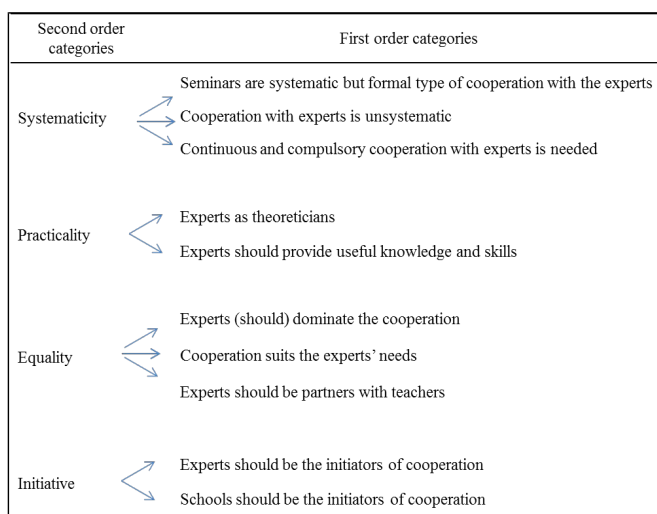 Second order
categories
First order categories
Systematicity
Seminars are systematic but formal type of cooperation with the experts
Cooperation with experts is unsystematic
Continuous and compulsory cooperation with experts is needed
Practicality
Experts as theoreticians
Experts should provide useful knowledge and skills
Equality
Experts (should) dominate the cooperation
Cooperation suits the experts’ needs
Experts should be partners with teachers
Initiative
Experts should be the initiators of cooperation
Schools should be the initiators of cooperation